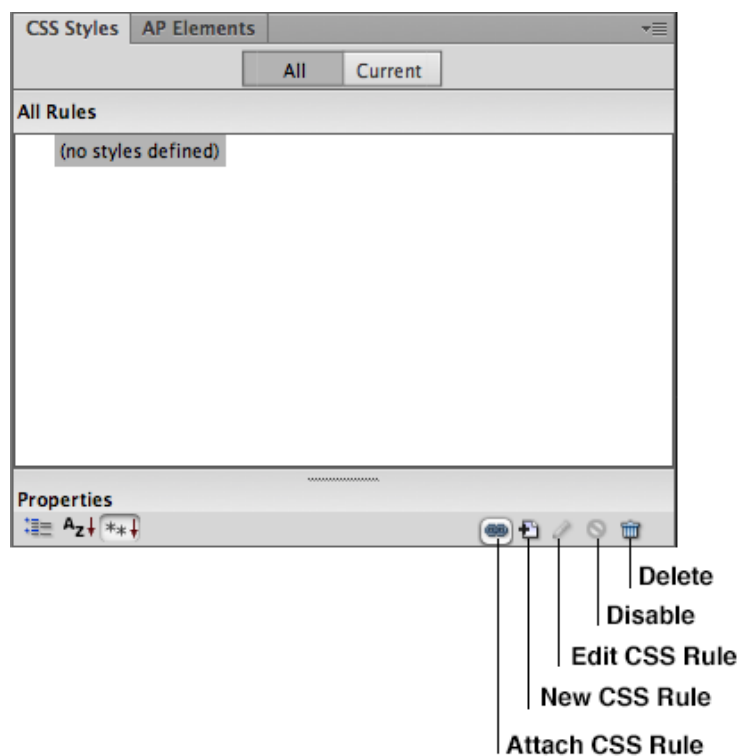 CSS Styles AP Elements
All Current
All Rules
(no styles defined)
Properties
Az
**
Delete
Disable
Edit CSS Rule
New CSS Rule
Attach CSS Rule